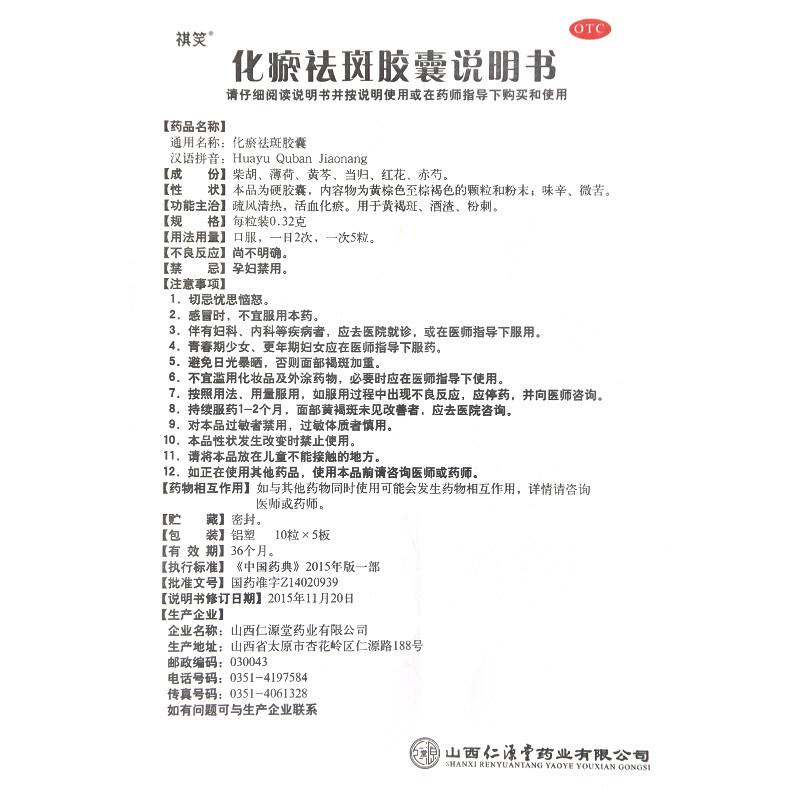 祺笑®
OTC
化瘀祛斑胶囊说明书
请仔细阅读说明书并按说明使用或在药师指导下购买和使用
【药品名称】
通用名称：化瘀祛斑胶囊
汉语拼音：Huayu Quban Jiaonang
【成 份】柴胡、薄荷、黄芩、当归、红花、赤芍。
【性 状】本品为硬胶囊，内容物为黄棕色至棕褐色的颗粒和粉末；味辛、微苦。
【功能主治】疏风清热，活血化瘀。用于黄褐斑、酒渣、粉刺。
【规 格】每粒装0.32克
【用法用量】口服，一日2次，一次5粒。
【不良反应】尚不明确。
【禁 忌】孕妇禁用。
【注意事项】
1．切忌忧思恼怒。
2．感冒时，不宜服用本药。
3．伴有妇科、内科等疾病者，应去医院就诊，或在医师指导下服用。
4．青春期少女、更年期妇女应在医师指导下服药。
5．避免日光暴晒，否则面部褐斑加重。
6．不宜滥用化妆品及外涂药物，必要时应在医师指导下使用。
7．按照用法、用量服用，如服用过程中出现不良反应，应停药，并向医师咨询。
8．持续服药1-2个月，面部黄褐斑未见改善者，应去医院咨询。
9．对本品过敏者禁用，过敏体质者慎用。
10．本品性状发生改变时禁止使用。
11．请将本品放在儿童不能接触的地方。
12．如正在使用其他药品，使用本品前请咨询医师或药师。
【药物相互作用】如与其他药物同时使用可能会发生药物相互作用，详情请咨询
医师或药师。
【贮 藏】密封。
【包 装】铝塑 10粒×5板
【有 效 期】36个月。
【执行标准】《中国药典》2015年版一部
【批准文号】国药准字Z14020939
【说明书修订日期】2015年11月20日
【生产企业】
企业名称：山西仁源堂药业有限公司
生产地址：山西省太原市杏花岭区仁源路188号
邮政编码：030043
电话号码：0351-4197584
传真号码：0351-4061328
如有问题可与生产企业联系
山西仁源堂药业有限公司
SHANXI RENYUANTANG YAOYE YOUXIAN GONGSI